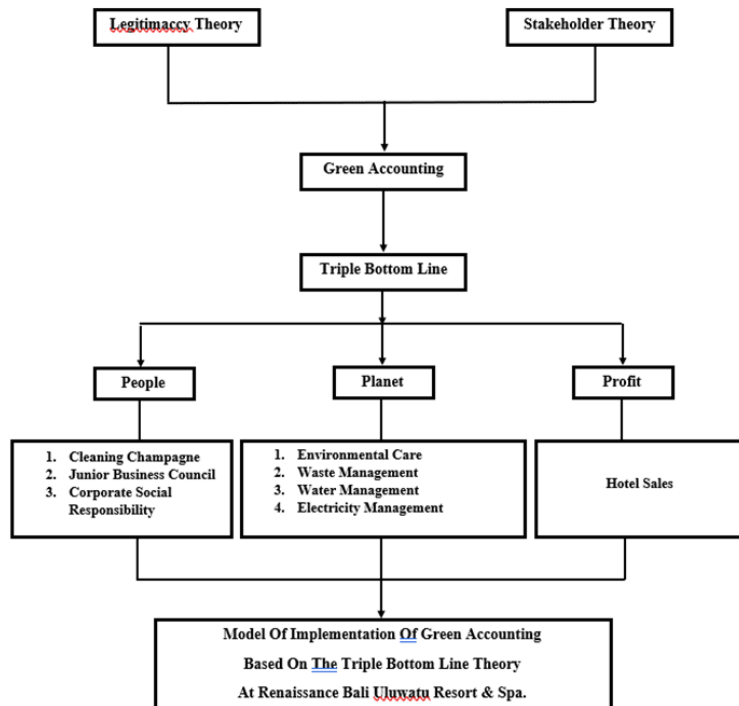 Legitimaccy Theory
Stakeholder Theory
Green Accounting
Triple Bottom Line
People
Planet
Profit
1. Cleaning Champagne
2. Junior Business Council
3. Corporate Social
Responsibility
1. Environmental Care
2. Waste Management
3. Water Management
4. Electricity Management
Hotel Sales
Model Of Implementation Of Green Accounting
Based On The Triple Bottom Line Theory
At Renaissance Bali Uluwatu Resort & Spa.